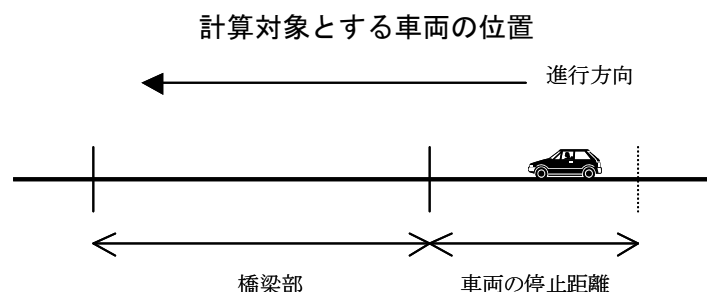 計算対象とする車両の位置
進行方向
橋梁部
車両の停止距離